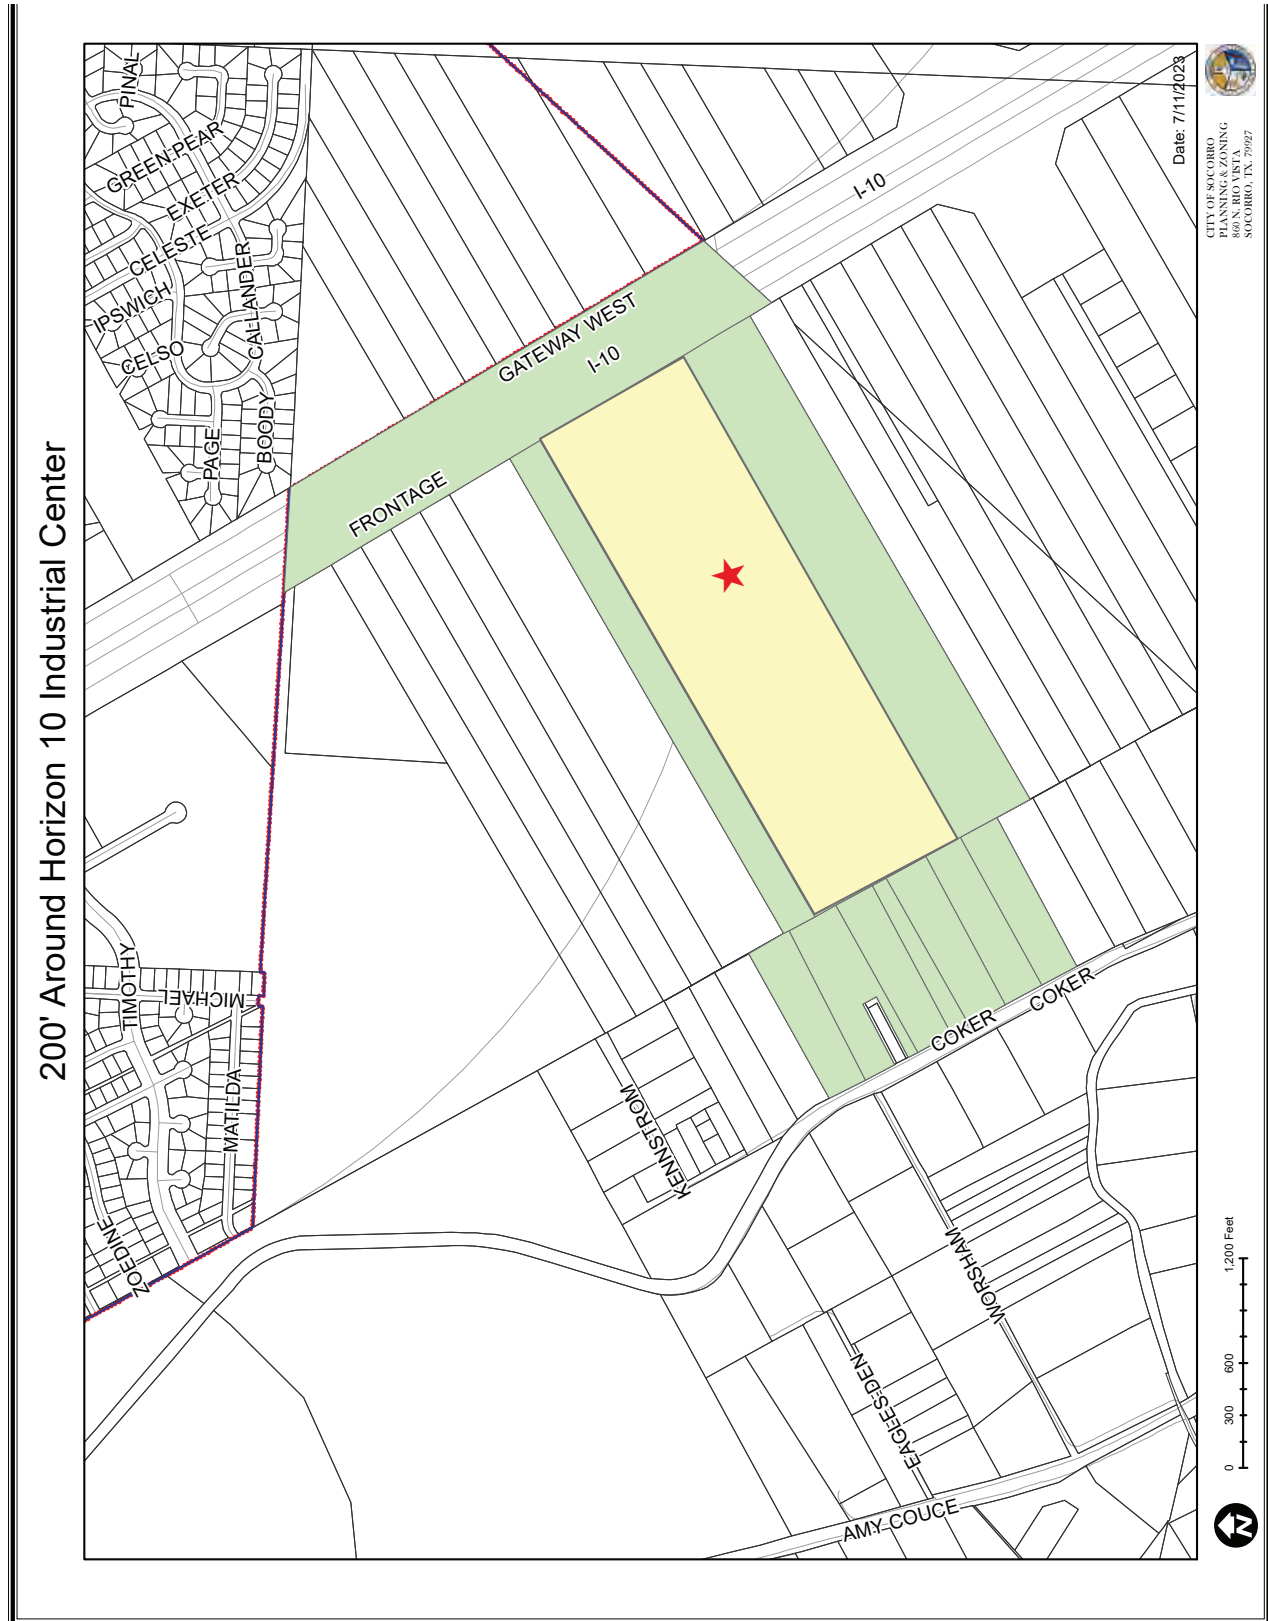 200' Around Horizon 10 Industrial Center
PINAL
GREEN PEAR
EXETER
CELESTE
IPSWICH
CALLANDER
CELSO
PAGE
BOODY
GATEWAY WEST
I-10
I-10
FRONTAGE
TIMOTHY
MICHAEL
MATILDA
ZOEDINE
KENNSTROM
COKER
COKER
WORSHAM
EAGLES DEN
AMY COUCE
Date: 7/11/2023
CITY OF SOCORRO
PLANNING & ZONING
860 N. RIO VISTA
SOCORRO, TX. 79927
0 300 600 1,200 Feet
N